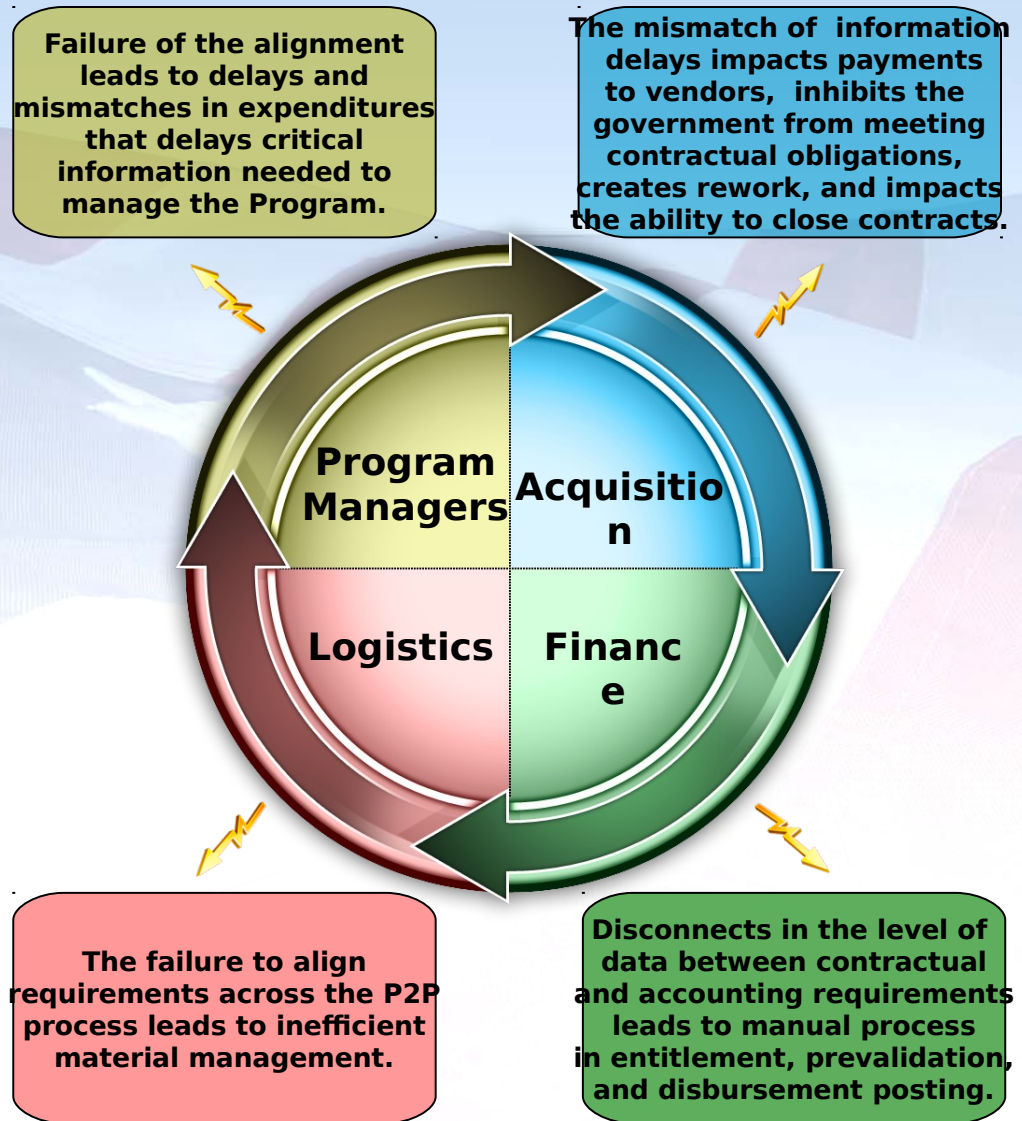 Failure of the alignment
leads to delays and
mismatches in expenditures
that delays critical
information needed to
manage the Program.
The mismatch of information
delays impacts payments
to vendors, inhibits the
government from meeting
contractual obligations,
creates rework, and impacts
the ability to close contracts.
Program
Managers
Acquisitio
n
Logistics
Financ
e
The failure to align
requirements across the P2P
process leads to inefficient
material management.
Disconnects in the level of
data between contractual
and accounting requirements
leads to manual process
in entitlement, prevalidation,
and disbursement posting.